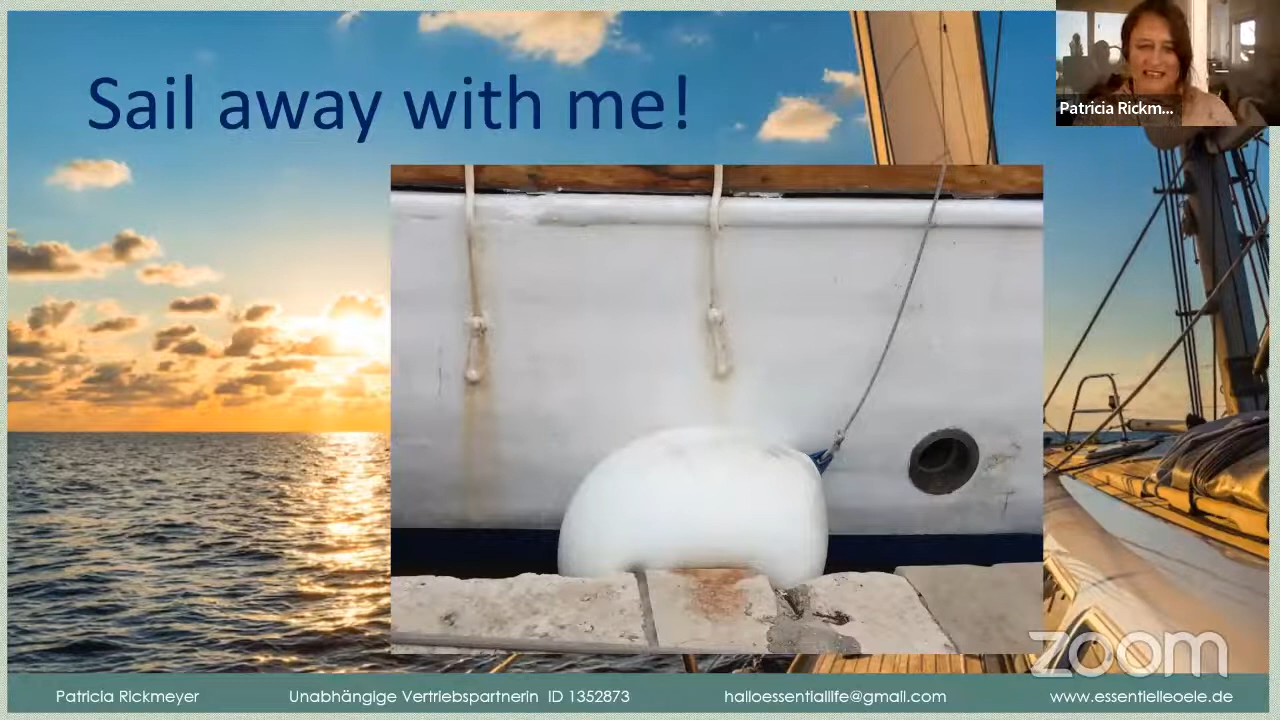 Sail away with me!
Patricia Rickm...
zoom
Patricia Rickmeyer Unabhängige Vertriebspartnerin ID 1352873 halloessentiallife@gmail.com www.essentielleoele.de